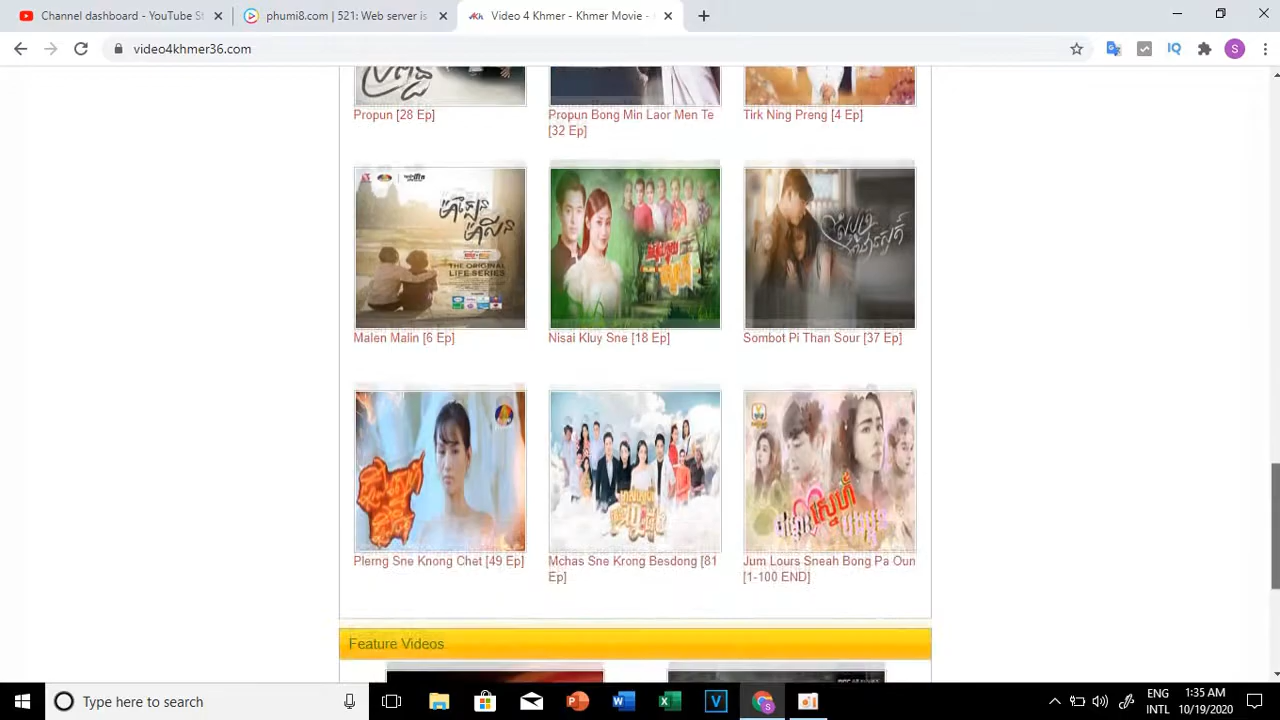 Channel dashboard - YouTube St
phumi8.com | 521: Web server is
Video 4 Khmer - Khmer Movie -
video4khmer36.com
Propun [28 Ep]
Propun Bong Min Laor Men Te
[32 Ep]
Tirk Ning Preng [4 Ep]
THE ORIGINAL
LIFE SERIES
Malen Malin [6 Ep]
Nisai Kluy Sne [18 Ep]
Sombot Pi Than Sour [37 Ep]
Plerng Sne Knong Chet [49 Ep]
Mchas Sne Krong Besdong [81
Ep]
Jum Lours Sneah Bong Pa Oun
[1-100 END]
Feature Videos
Type here to search
ENG
INTL
1:35 AM
10/19/2020